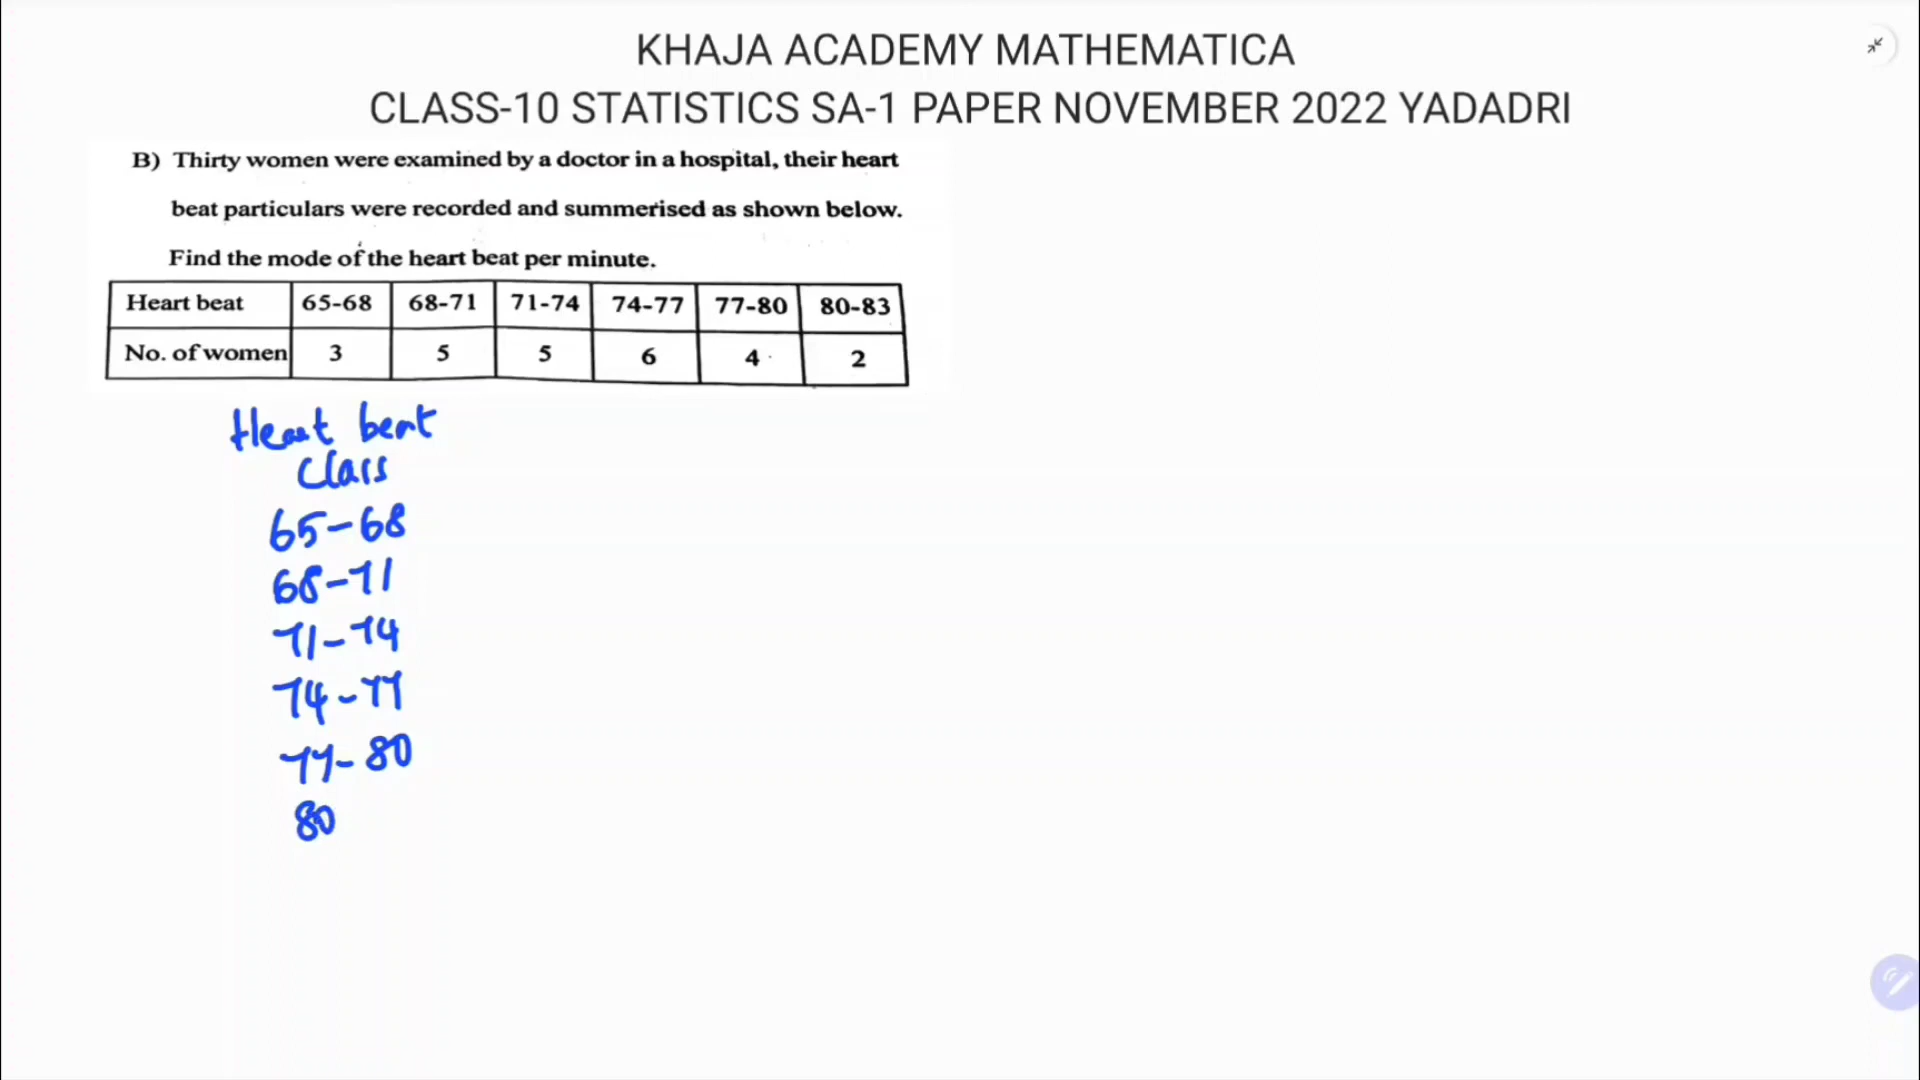 KHAJA ACADEMY MATHEMATICA
CLASS-10 STATISTICS SA-1 PAPER NOVEMBER 2022 YADADRI
B) Thirty women were examined by a doctor in a hospital, their heart
beat particulars were recorded and summerised as shown below.
Find the mode of the heart beat per minute.
Heart beat 65-68 68-71 71-74 74-77 77-80 80-83
No. of women 3 5 5 6 4 2
Heart beat
class
65-68
68-71
71-74
74-77
77-80
80